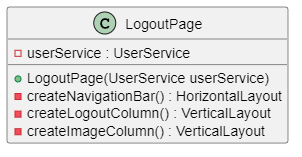 C LogoutPage
userService : UserService
LogoutPage(UserService userService)
createNavigationBar() : HorizontalLayout
createLogoutColumn() : VerticalLayout
createImageColumn() : VerticalLayout